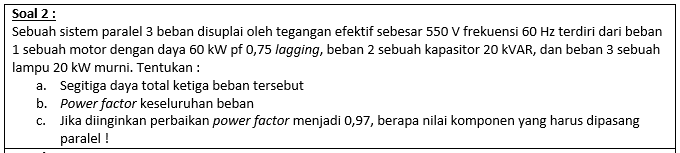 Soal 2 :
Sebuah sistem paralel 3 beban disuplai oleh tegangan efektif sebesar 550 V frekuensi 60 Hz terdiri dari beban
1 sebuah motor dengan daya 60 kW pf 0,75 lagging, beban 2 sebuah kapasitor 20 kVAR, dan beban 3 sebuah
lampu 20 kW murni. Tentukan :
a. Segitiga daya total ketiga beban tersebut
b. Power factor keseluruhan beban
c. Jika diinginkan perbaikan power factor menjadi 0,97, berapa nilai komponen yang harus dipasang
paralel !